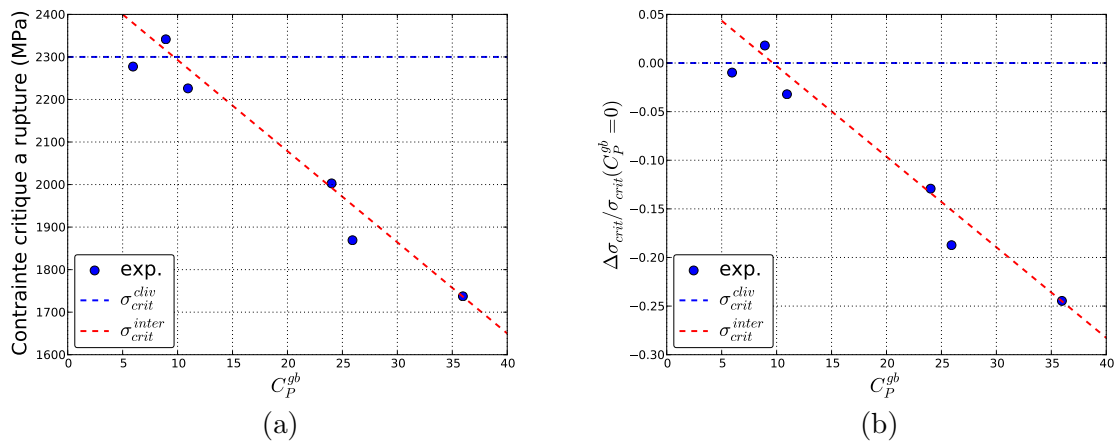 2400
2300
2200
2100
2000
1900
1800
1700
1600
0 5 10 15 20 25 30 35 40
Contrainte critique a rupture (MPa)
C_P^{gb}
exp.
σ_{crit}^{cliv}
σ_{crit}^{inter}
(a)
0.05
0.00
−0.05
−0.10
−0.15
−0.20
−0.25
−0.30
0 5 10 15 20 25 30 35 40
Δσ_{crit}/σ_{crit}(C_P^{gb}=0)
C_P^{gb}
exp.
σ_{crit}^{cliv}
σ_{crit}^{inter}
(b)